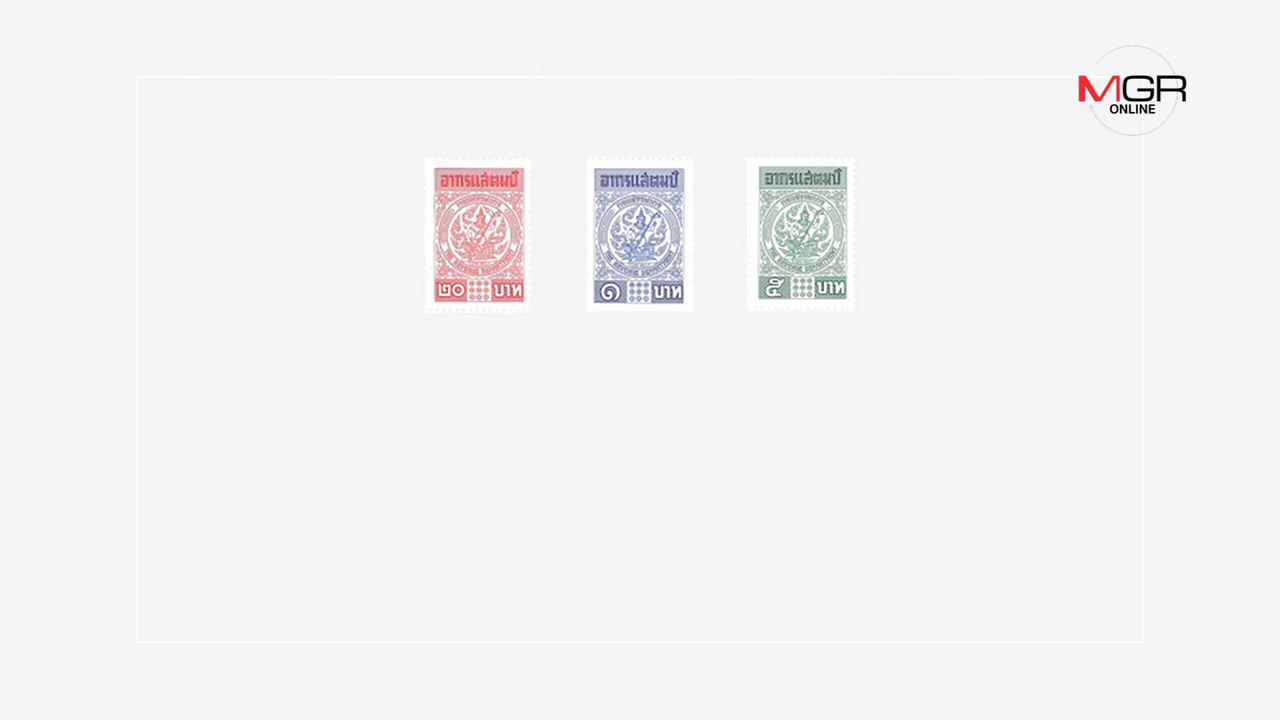 MGR
ONLINE
อากรแสตมป์
๒๐ บาท
อากรแสตมป์
๑ บาท
อากรแสตมป์
๕ บาท